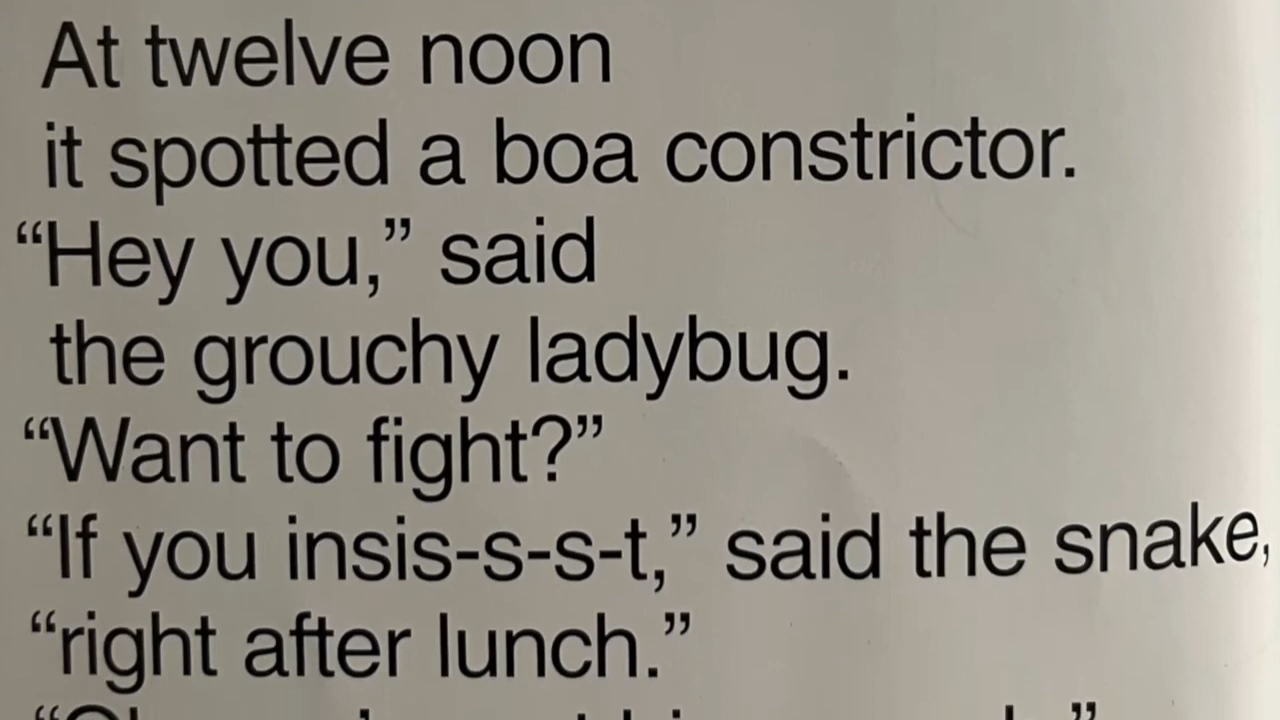 At twelve noon
it spotted a boa constrictor.
“Hey you,” said
the grouchy ladybug.
“Want to fight?”
“If you insis-s-s-t,” said the snake,
“right after lunch.”